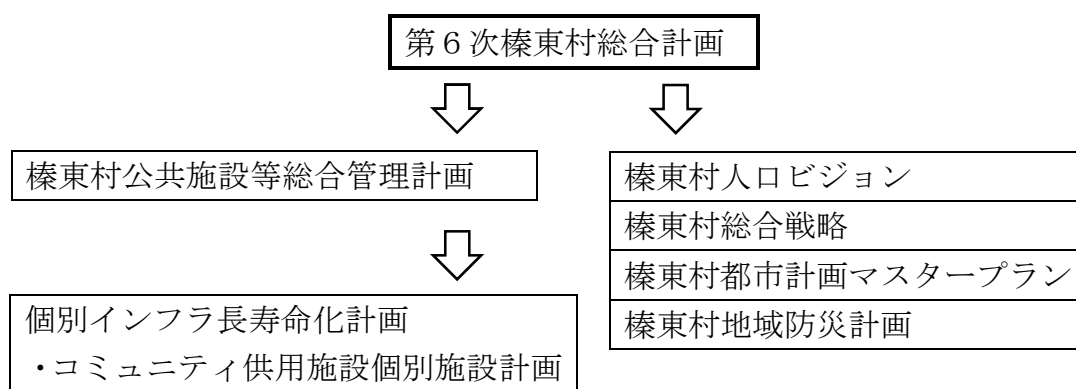 第６次榛東村総合計画
榛東村公共施設等総合管理計画
個別インフラ長寿命化計画
・コミュニティ供用施設個別施設計画
榛東村人口ビジョン
榛東村総合戦略
榛東村都市計画マスタープラン
榛東村地域防災計画